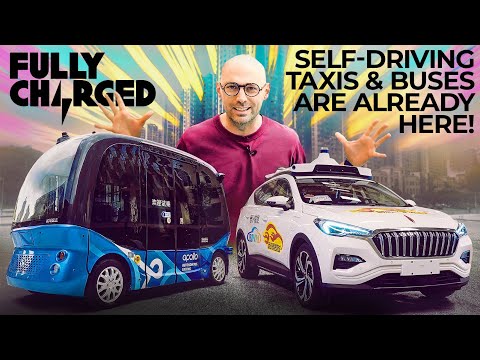 FULLY
CHARGED
SELF-DRIVING
TAXIS & BUSES
ARE ALREADY
HERE!
apollo